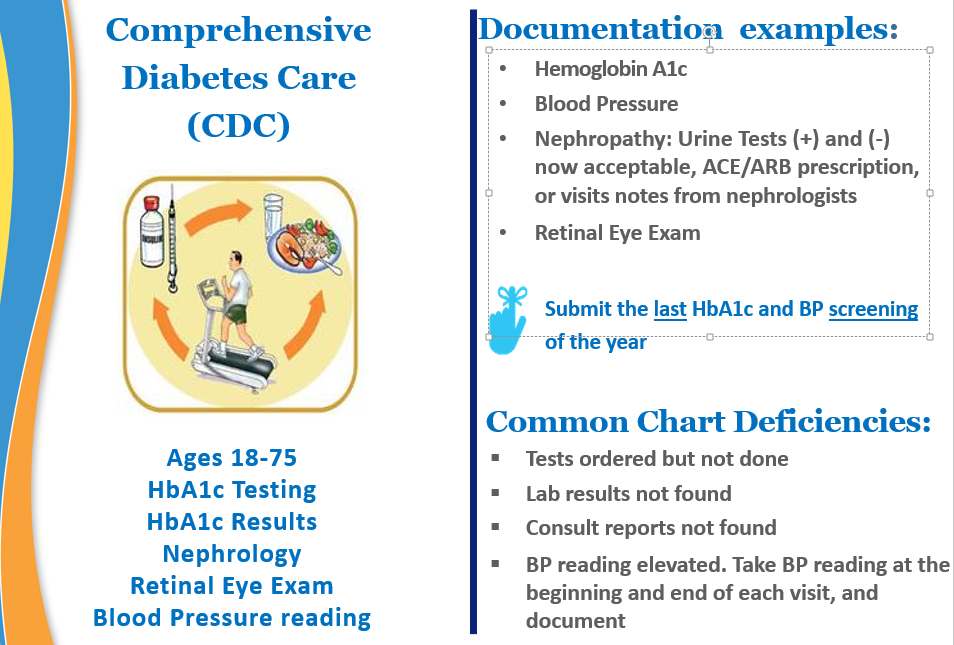 Comprehensive
Diabetes Care
(CDC)
INSULIN
Ages 18-75
HbA1c Testing
HbA1c Results
Nephrology
Retinal Eye Exam
Blood Pressure reading
Documentation examples:
• Hemoglobin A1c
• Blood Pressure
• Nephropathy: Urine Tests (+) and (-)
now acceptable, ACE/ARB prescription,
or visits notes from nephrologists
• Retinal Eye Exam
Submit the last HbA1c and BP screening
of the year
Common Chart Deficiencies:
▪ Tests ordered but not done
▪ Lab results not found
▪ Consult reports not found
▪ BP reading elevated. Take BP reading at the
beginning and end of each visit, and
document